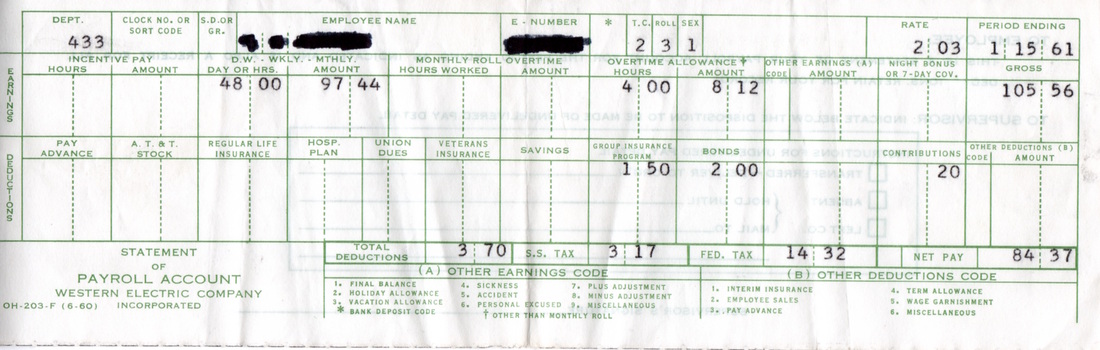 DEPT. CLOCK NO. OR SORT CODE S.D.OR GR. EMPLOYEE NAME E - NUMBER * T.C. ROLL SEX RATE PERIOD ENDING
433 2 3 1 2 03 1 15 61
EARNINGS
INCENTIVE PAY D.W. - WKLY. - MTHLY. MONTHLY ROLL OVERTIME OVERTIME ALLOWANCE † OTHER EARNINGS (A) NIGHT BONUS OR 7-DAY COV. GROSS
HOURS AMOUNT DAY OR HRS. AMOUNT HOURS WORKED AMOUNT HOURS AMOUNT CODE AMOUNT
48 00 97 44 4 00 8 12 105 56
DEDUCTIONS
PAY ADVANCE A. T. & T. STOCK REGULAR LIFE INSURANCE HOSP. PLAN UNION DUES VETERANS INSURANCE SAVINGS GROUP INSURANCE PROGRAM BONDS CONTRIBUTIONS OTHER DEDUCTIONS (B) CODE AMOUNT
1 50 2 00 20
STATEMENT
OF
PAYROLL ACCOUNT
WESTERN ELECTRIC COMPANY
OH-203-F (6-60) INCORPORATED
TOTAL DEDUCTIONS 3 70 S.S. TAX 3 17 FED. TAX 14 32 NET PAY 84 37
(A) OTHER EARNINGS CODE
1. FINAL BALANCE 4. SICKNESS 7. PLUS ADJUSTMENT
2. HOLIDAY ALLOWANCE 5. ACCIDENT 8. MINUS ADJUSTMENT
3. VACATION ALLOWANCE 6. PERSONAL EXCUSED 9. MISCELLANEOUS
* BANK DEPOSIT CODE † OTHER THAN MONTHLY ROLL
(B) OTHER DEDUCTIONS CODE
1. INTERIM INSURANCE 4. TERM ALLOWANCE
2. EMPLOYEE SALES 5. WAGE GARNISHMENT
3. PAY ADVANCE 6. MISCELLANEOUS